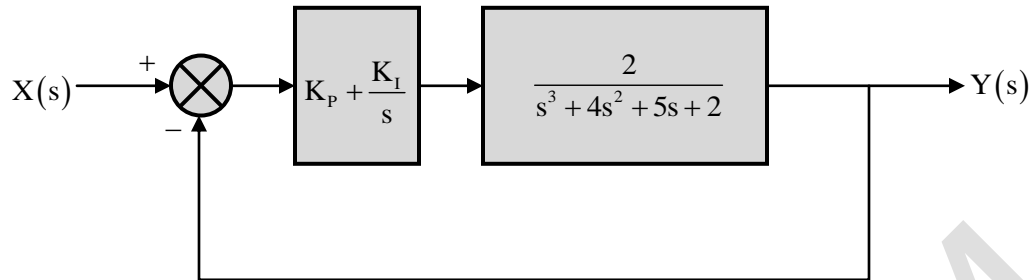 X(s)
+
−
K_P + K_I/s
2/(s^3 + 4s^2 + 5s + 2)
Y(s)